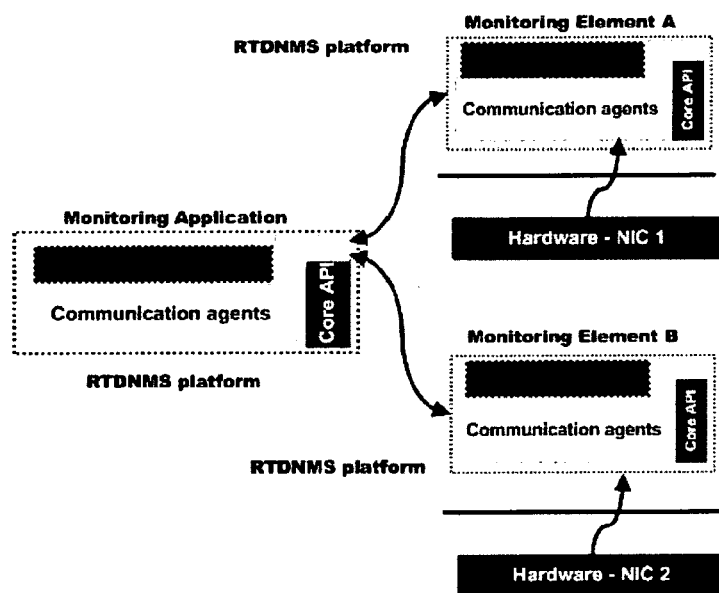 Monitoring Element A
RTDNMS platform
Communication agents
Core API
Hardware - NIC 1
Monitoring Application
Communication agents
Core API
RTDNMS platform
Monitoring Element B
Communication agents
Core API
RTDNMS platform
Hardware - NIC 2